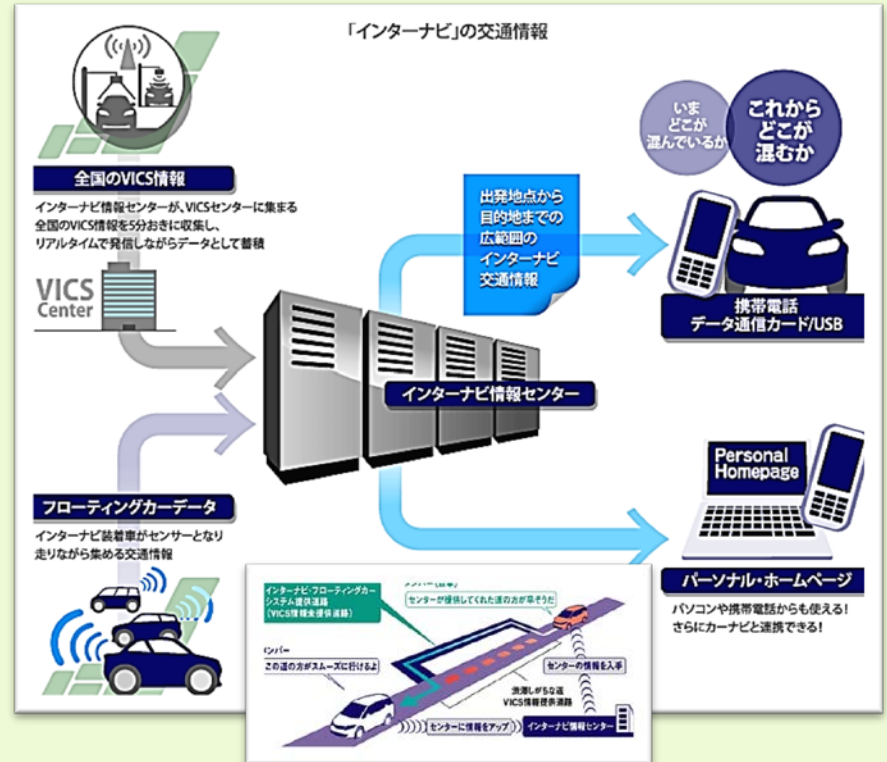 「インターナビ」の交通情報
いま
どこが
混んでいるか
これから
どこが
混むか
全国のVICS情報
インターナビ情報センターが、VICSセンターに集まる
全国のVICS情報を5分おきに収集し、
リアルタイムで発信しながらデータとして蓄積
VICS
Center
出発地点から
目的地までの
広範囲の
インターナビ
交通情報
携帯電話
データ通信カード/USB
インターナビ情報センター
フローティングカーデータ
インターナビ装着車がセンサーとなり
走りながら集める交通情報
Personal
Homepage
パーソナル・ホームページ
パソコンや携帯電話からも使える!
さらにカーナビと連携できる!
インターナビ・フローティングカー
システム提供道路
(VICS情報未提供道路)
センターが提供してくれた道の方が早そうだ
ンバー
この道の方がスムーズに行けるよ
センターの情報を入手
渋滞しがちな道
VICS情報提供道路
センターに情報をアップ
インターナビ情報センター